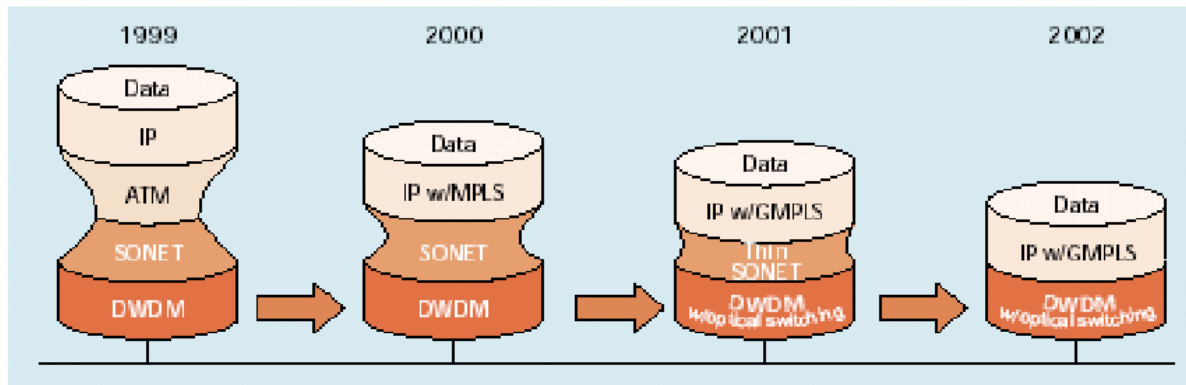 1999
2000
2001
2002
Data
IP
ATM
SONET
DWDM
Data
IP w/MPLS
SONET
DWDM
Data
IP w/GMPLS
Thin
SONET
DWDM
w/optical switching
Data
IP w/GMPLS
DWDM
w/optical switching